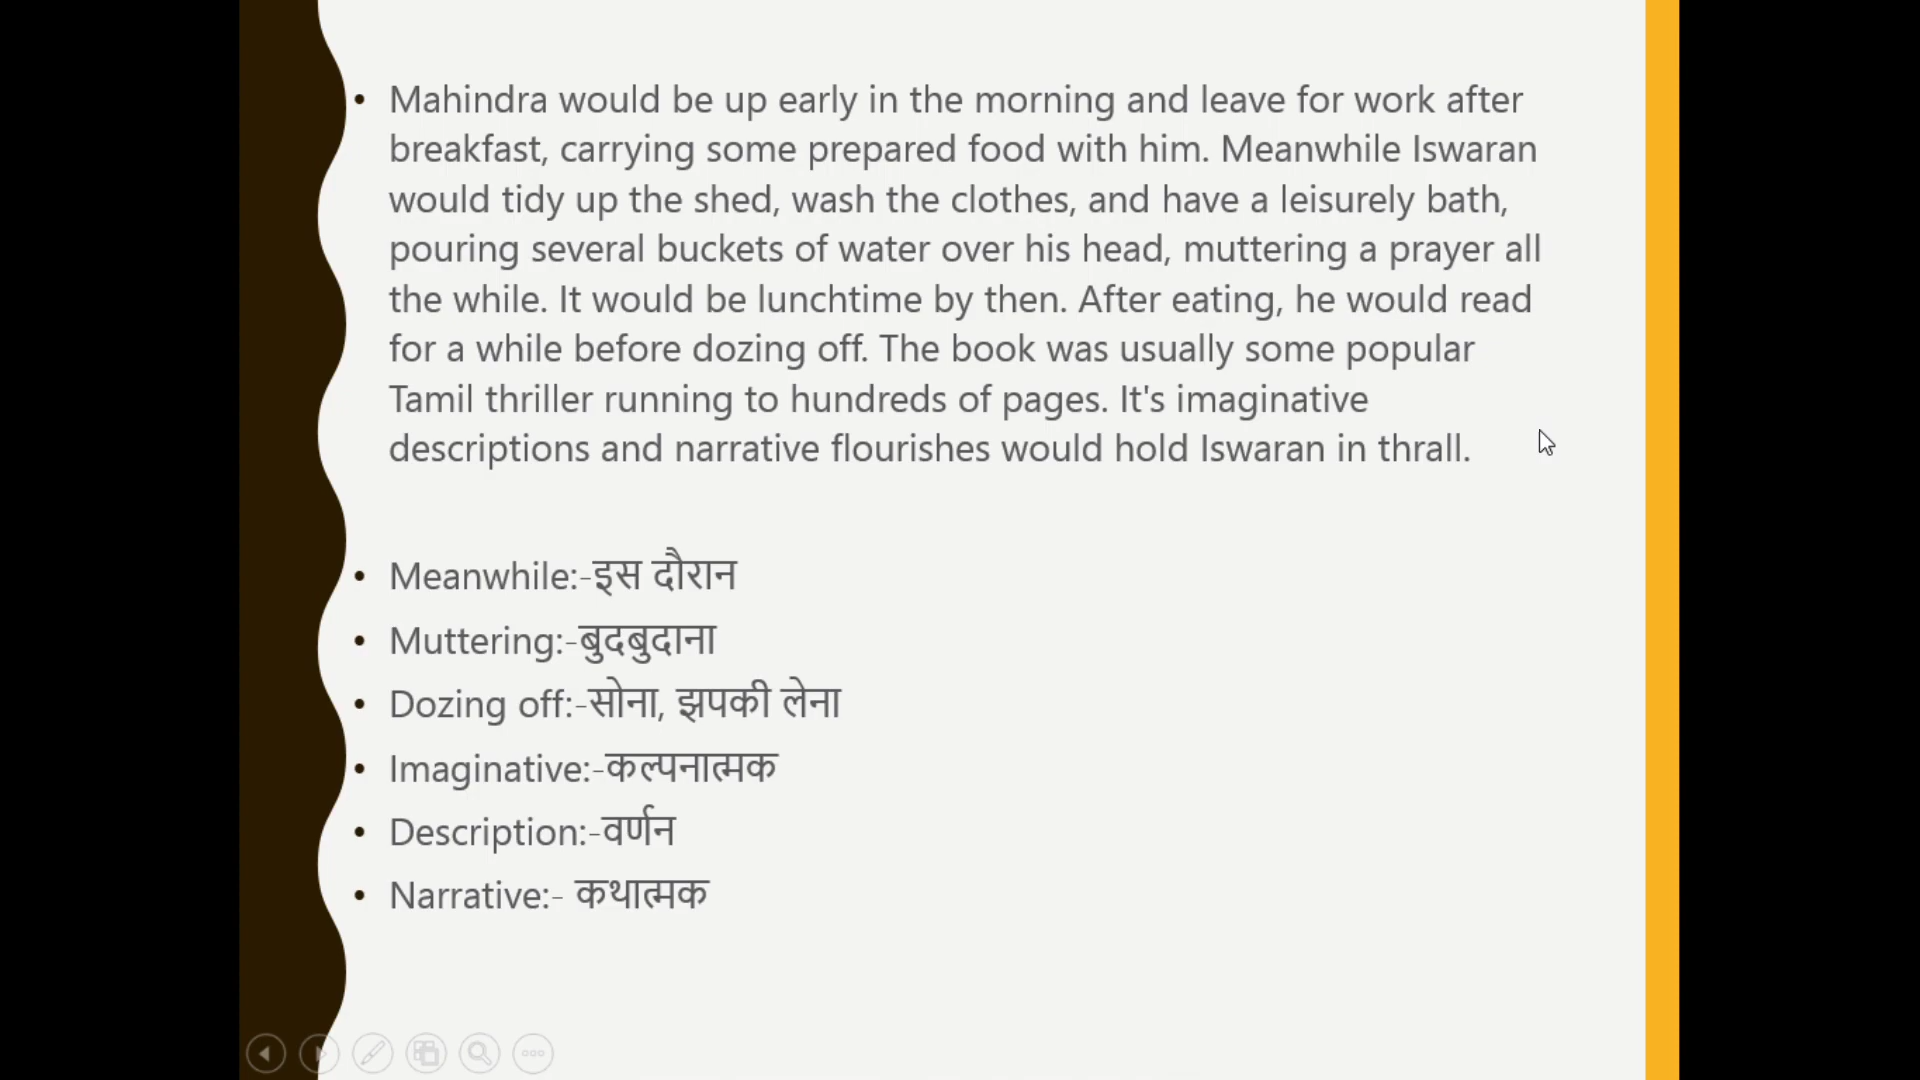 • Mahindra would be up early in the morning and leave for work after
breakfast, carrying some prepared food with him. Meanwhile Iswaran
would tidy up the shed, wash the clothes, and have a leisurely bath,
pouring several buckets of water over his head, muttering a prayer all
the while. It would be lunchtime by then. After eating, he would read
for a while before dozing off. The book was usually some popular
Tamil thriller running to hundreds of pages. It's imaginative
descriptions and narrative flourishes would hold Iswaran in thrall.
• Meanwhile:-इस दौरान
• Muttering:-बुदबुदाना
• Dozing off:-सोना, झपकी लेना
• Imaginative:-कल्पनात्मक
• Description:-वर्णन
• Narrative:- कथात्मक